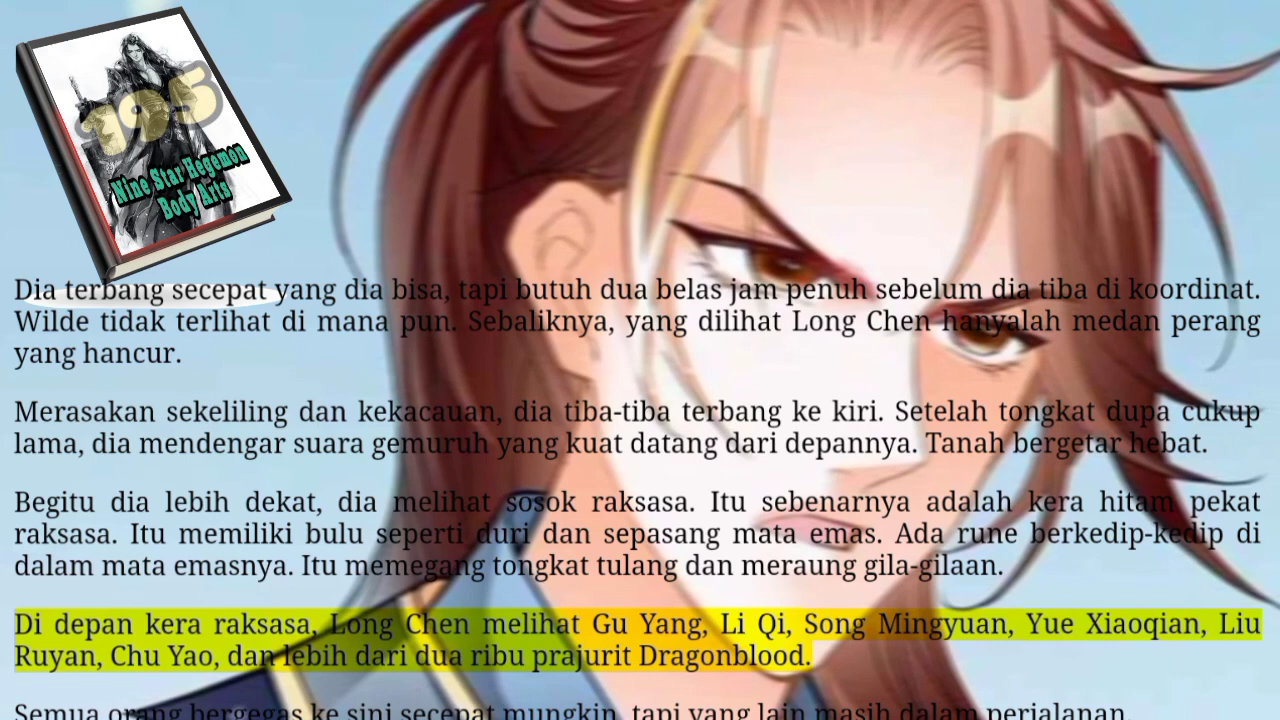 195
Nine Star Hegemon
Body Arts
Dia terbang secepat yang dia bisa, tapi butuh dua belas jam penuh sebelum dia tiba di koordinat.
Wilde tidak terlihat di mana pun. Sebaliknya, yang dilihat Long Chen hanyalah medan perang
yang hancur.
Merasakan sekeliling dan kekacauan, dia tiba-tiba terbang ke kiri. Setelah tongkat dupa cukup
lama, dia mendengar suara gemuruh yang kuat datang dari depannya. Tanah bergetar hebat.
Begitu dia lebih dekat, dia melihat sosok raksasa. Itu sebenarnya adalah kera hitam pekat
raksasa. Itu memiliki bulu seperti duri dan sepasang mata emas. Ada rune berkedip-kedip di
dalam mata emasnya. Itu memegang tongkat tulang dan meraung gila-gilaan.
Di depan kera raksasa, Long Chen melihat Gu Yang, Li Qi, Song Mingyuan, Yue Xiaoqian, Liu
Ruyan, Chu Yao, dan lebih dari dua ribu prajurit Dragonblood.
Semua orang bergegas ke sini secepat mungkin, tapi yang lain masih dalam perjalanan.